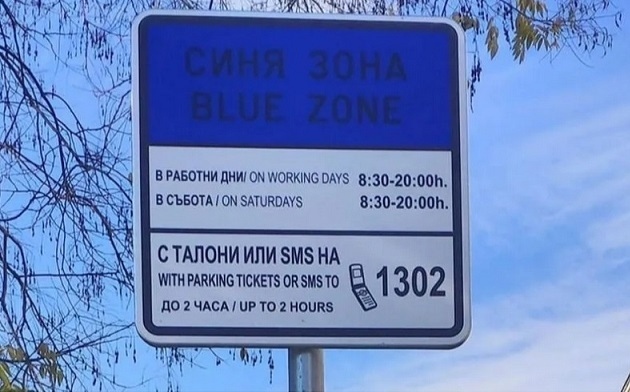 СИНЯ ЗОНА
BLUE ZONE
В РАБОТНИ ДНИ/ ON WORKING DAYS 8:30-20:00h.
В СЪБОТА / ON SATURDAYS 8:30-20:00h.
С ТАЛОНИ ИЛИ SMS НА
WITH PARKING TICKETS OR SMS TO 1302
ДО 2 ЧАСА / UP TO 2 HOURS